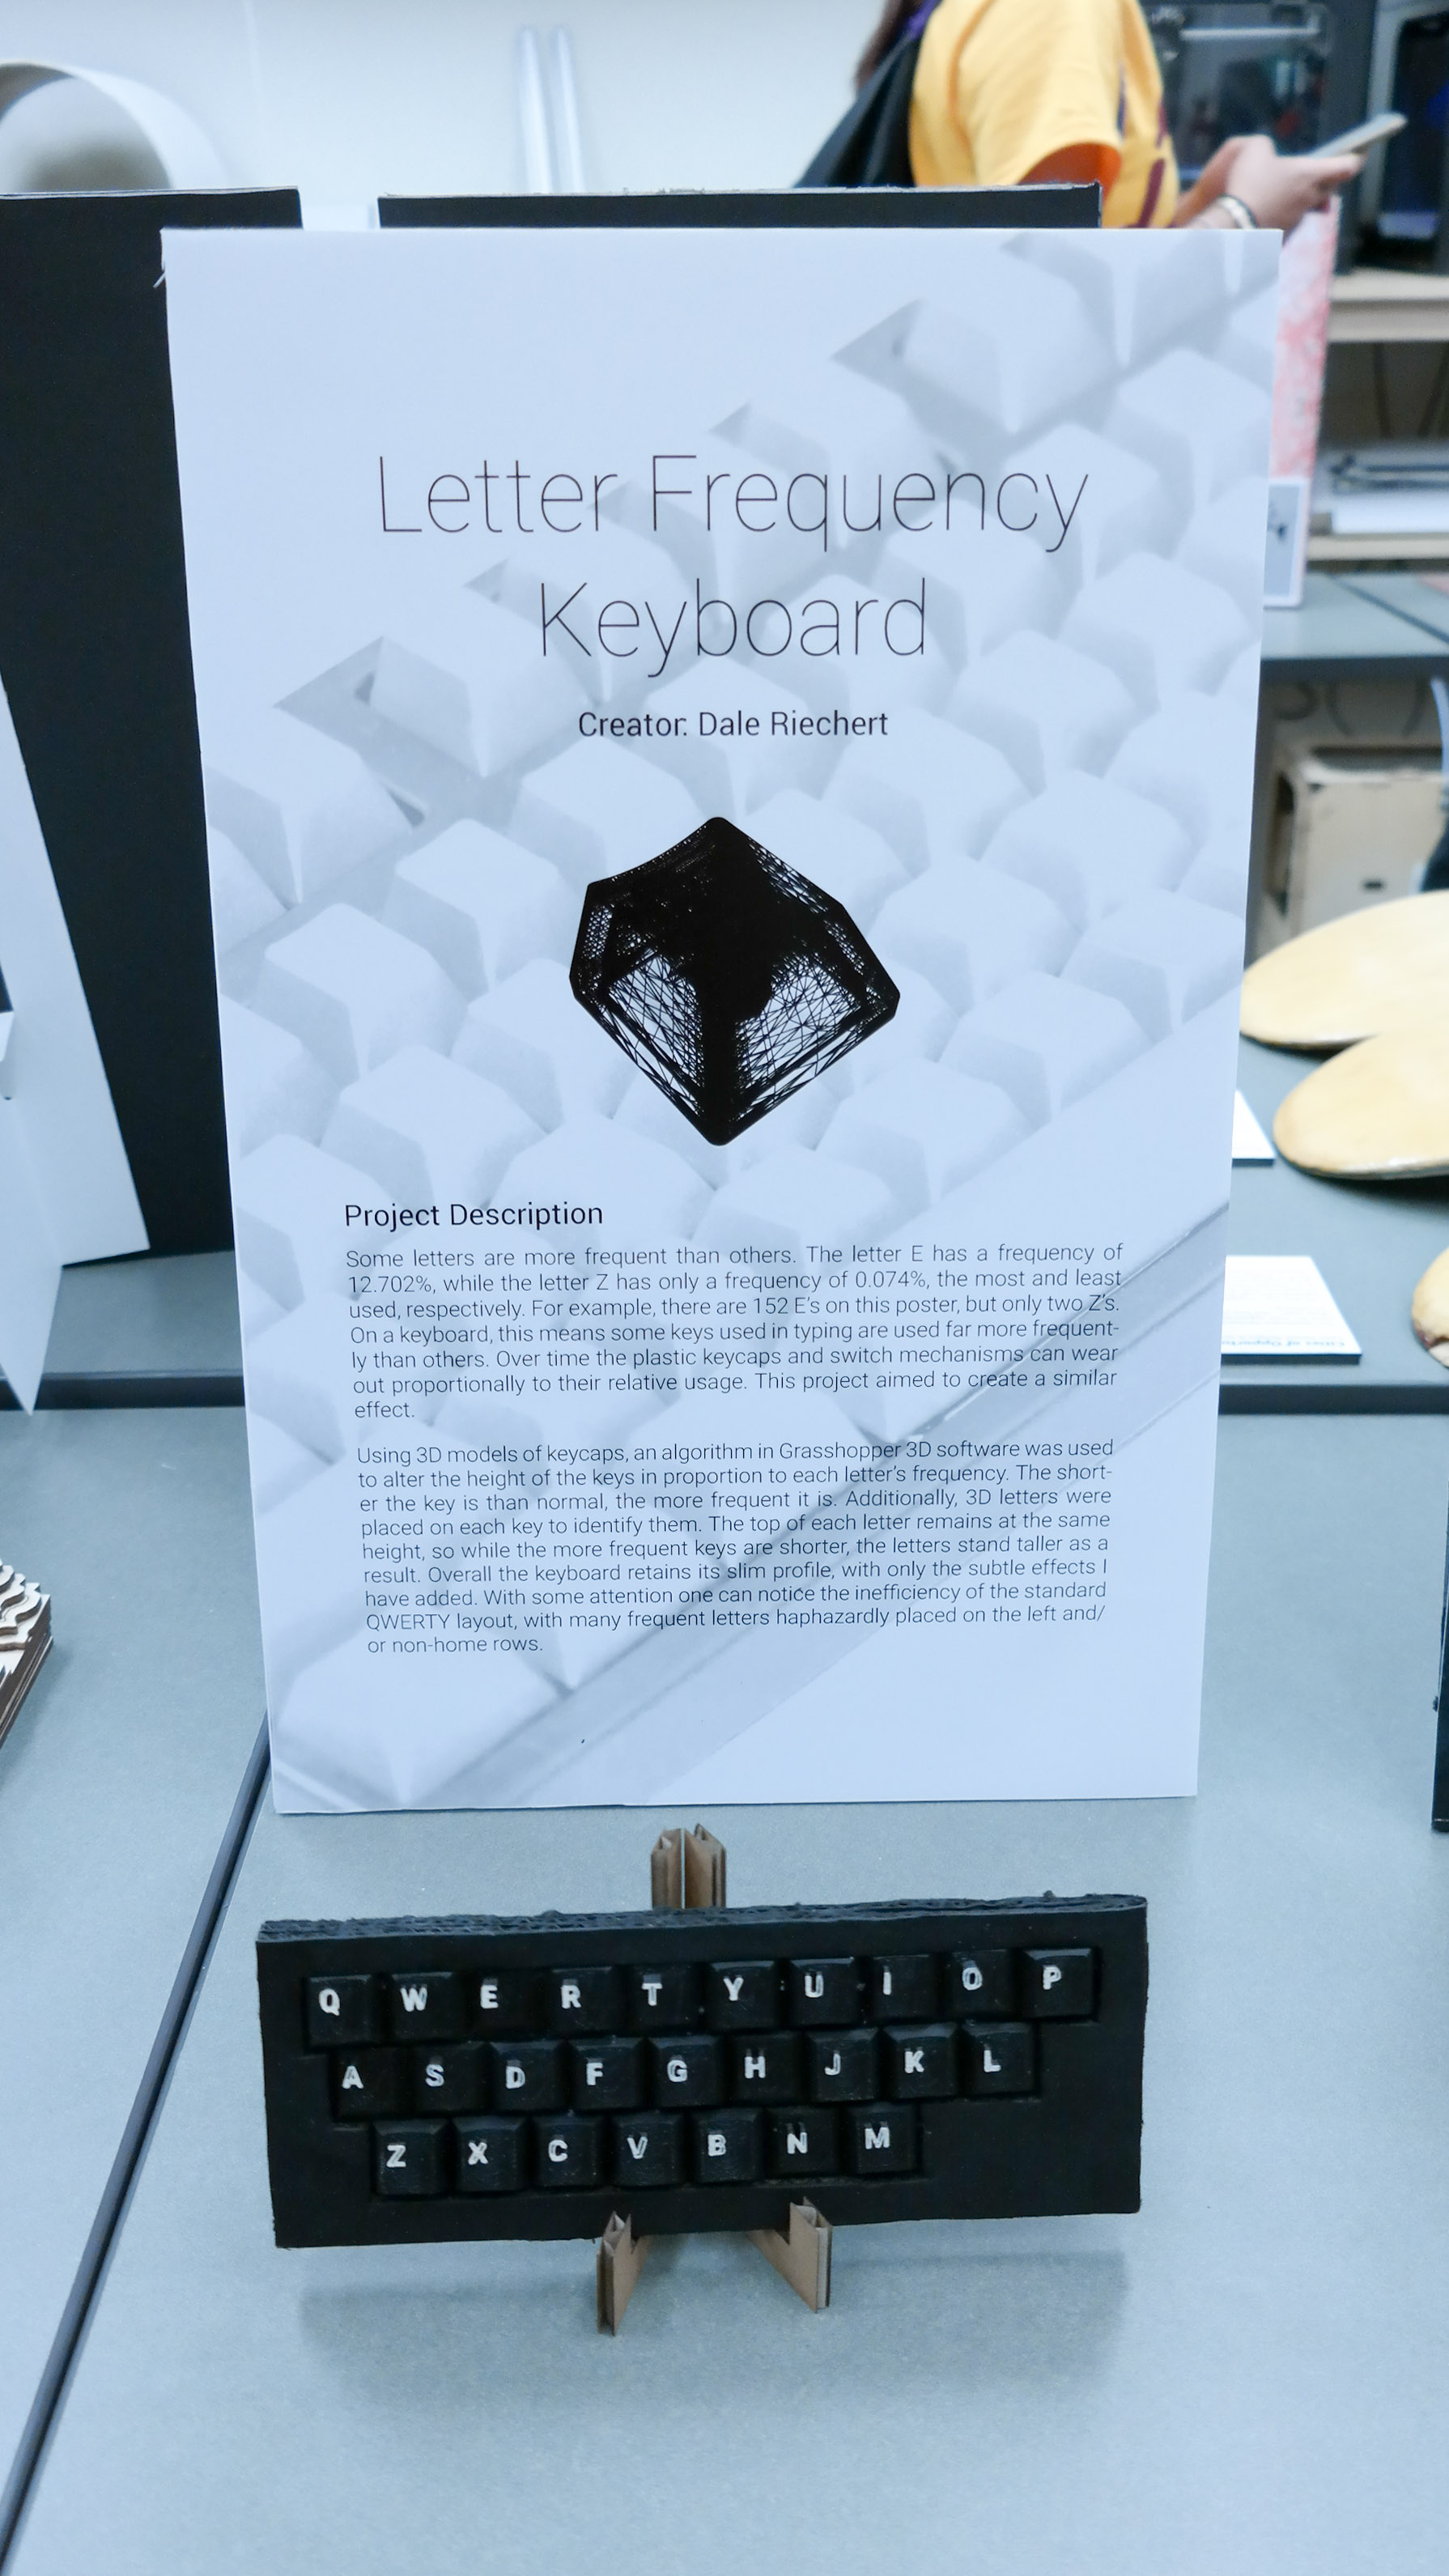 Letter Frequency
Keyboard
Creator: Dale Riechert
Project Description
Some letters are more frequent than others. The letter E has a frequency of
12.702%, while the letter Z has only a frequency of 0.074%, the most and least
used, respectively. For example, there are 152 E's on this poster, but only two Z's.
On a keyboard, this means some keys used in typing are used far more frequent-
ly than others. Over time the plastic keycaps and switch mechanisms can wear
out proportionally to their relative usage. This project aimed to create a similar
effect.
Using 3D models of keycaps, an algorithm in Grasshopper 3D software was used
to alter the height of the keys in proportion to each letter's frequency. The short-
er the key is than normal, the more frequent it is. Additionally, 3D letters were
placed on each key to identify them. The top of each letter remains at the same
height, so while the more frequent keys are shorter, the letters stand taller as a
result. Overall the keyboard retains its slim profile, with only the subtle effects I
have added. With some attention one can notice the inefficiency of the standard
QWERTY layout, with many frequent letters haphazardly placed on the left and/
or non-home rows.
Q W E R T Y U I O P
A S D F G H J K L
Z X C V B N M